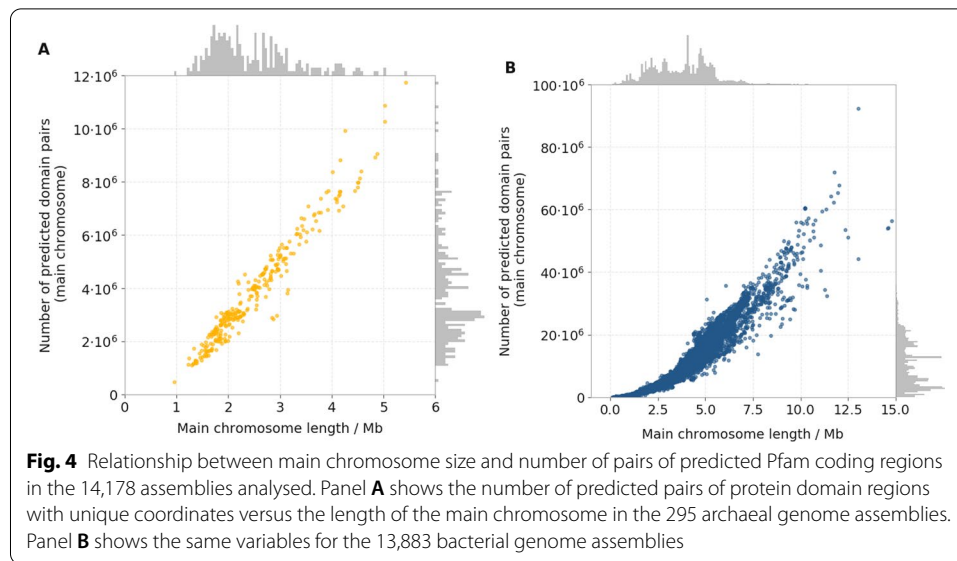 A
12·10⁶
10·10⁶
8·10⁶
6·10⁶
4·10⁶
2·10⁶
0
Number of predicted domain pairs
(main chromosome)
0 1 2 3 4 5 6
Main chromosome length / Mb
B
100·10⁶
80·10⁶
60·10⁶
40·10⁶
20·10⁶
0
Number of predicted domain pairs
(main chromosome)
0.0 2.5 5.0 7.5 10.0 12.5 15.0
Main chromosome length / Mb
Fig. 4 Relationship between main chromosome size and number of pairs of predicted Pfam coding regions
in the 14,178 assemblies analysed. Panel A shows the number of predicted pairs of protein domain regions
with unique coordinates versus the length of the main chromosome in the 295 archaeal genome assemblies.
Panel B shows the same variables for the 13,883 bacterial genome assemblies